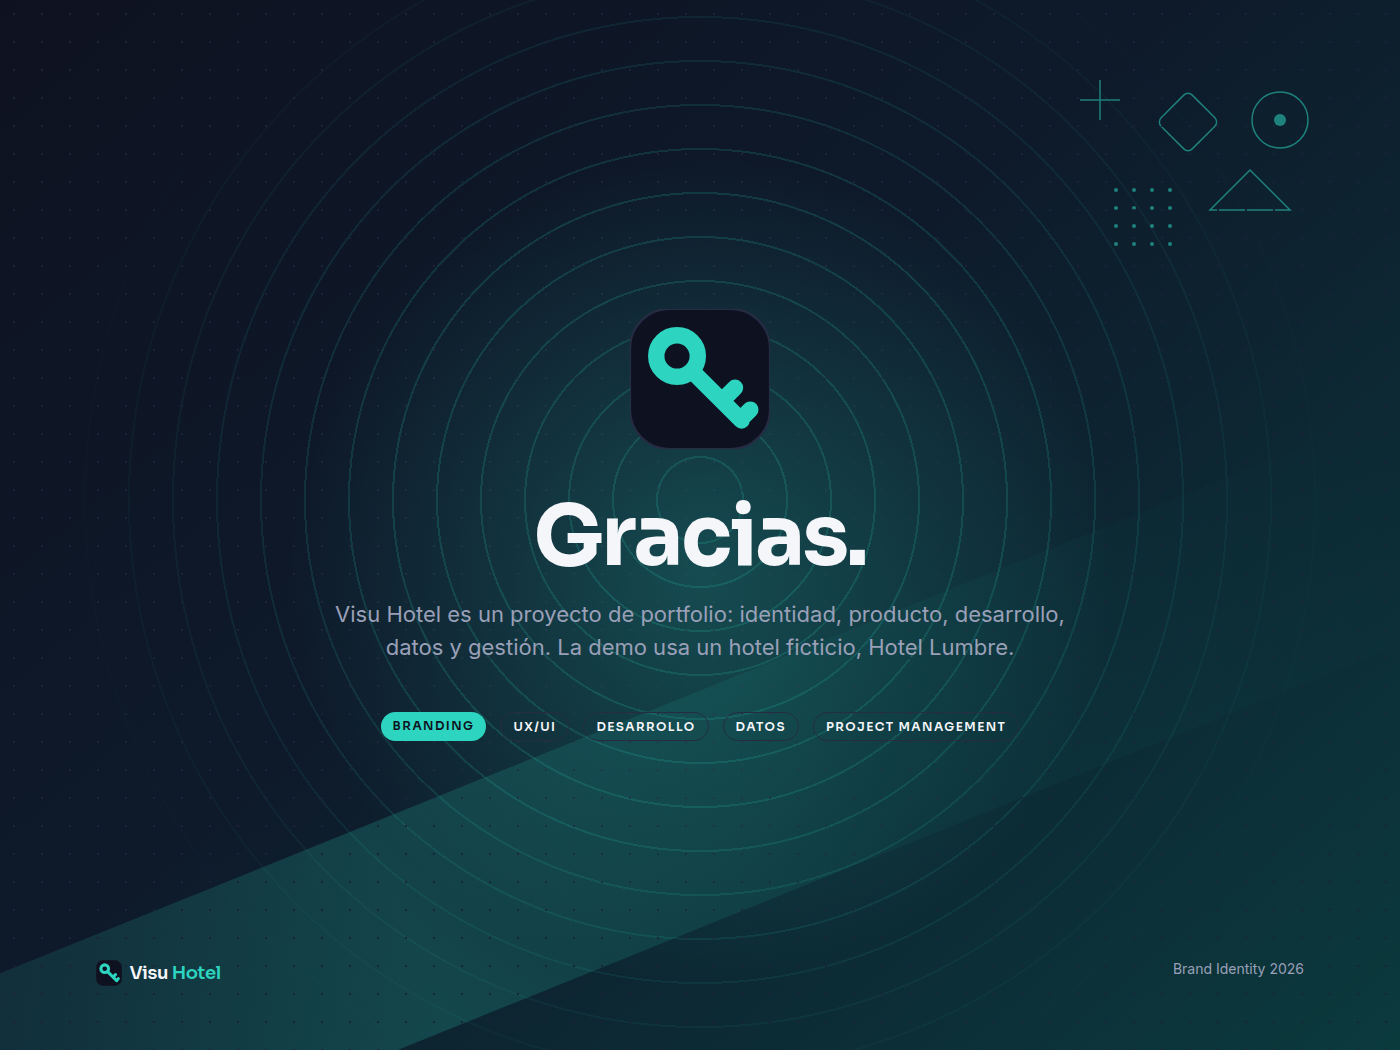 Gracias.
Visu Hotel es un proyecto de portfolio: identidad, producto, desarrollo,
datos y gestión. La demo usa un hotel ficticio, Hotel Lumbre.
BRANDING UX/UI DESARROLLO DATOS PROJECT MANAGEMENT
Visu Hotel
Brand Identity 2026